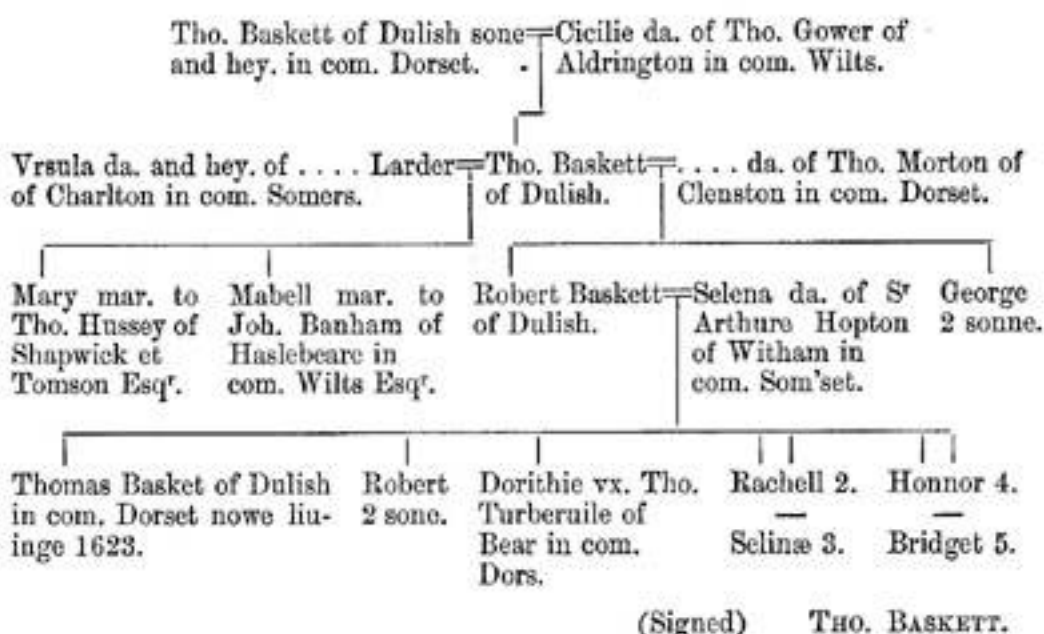 Tho. Baskett of Dulish sone
and hey. in com. Dorset.
Cicilie da. of Tho. Gower of
Aldrington in com. Wilts.
Vrsula da. and hey. of .... Larder
of Charlton in com. Somers.
Tho. Baskett
of Dulish.
.... da. of Tho. Morton of
Clenston in com. Dorset.
Mary mar. to
Tho. Hussey of
Shapwick et
Tomson Esqʳ.
Mabell mar. to
Joh. Banham of
Haslebeare in
com. Wilts Esqʳ.
Robert Baskett
of Dulish.
Selena da. of Sʳ
Arthure Hopton
of Witham in
com. Som'set.
George
2 sonne.
Thomas Basket of Dulish
in com. Dorset nowe liu-
inge 1623.
Robert
2 sone.
Dorithie vx. Tho.
Turberuile of
Bear in com.
Dors.
Rachell 2.
Selinæ 3.
Honnor 4.
Bridget 5.
(Signed) THO. BASKETT.